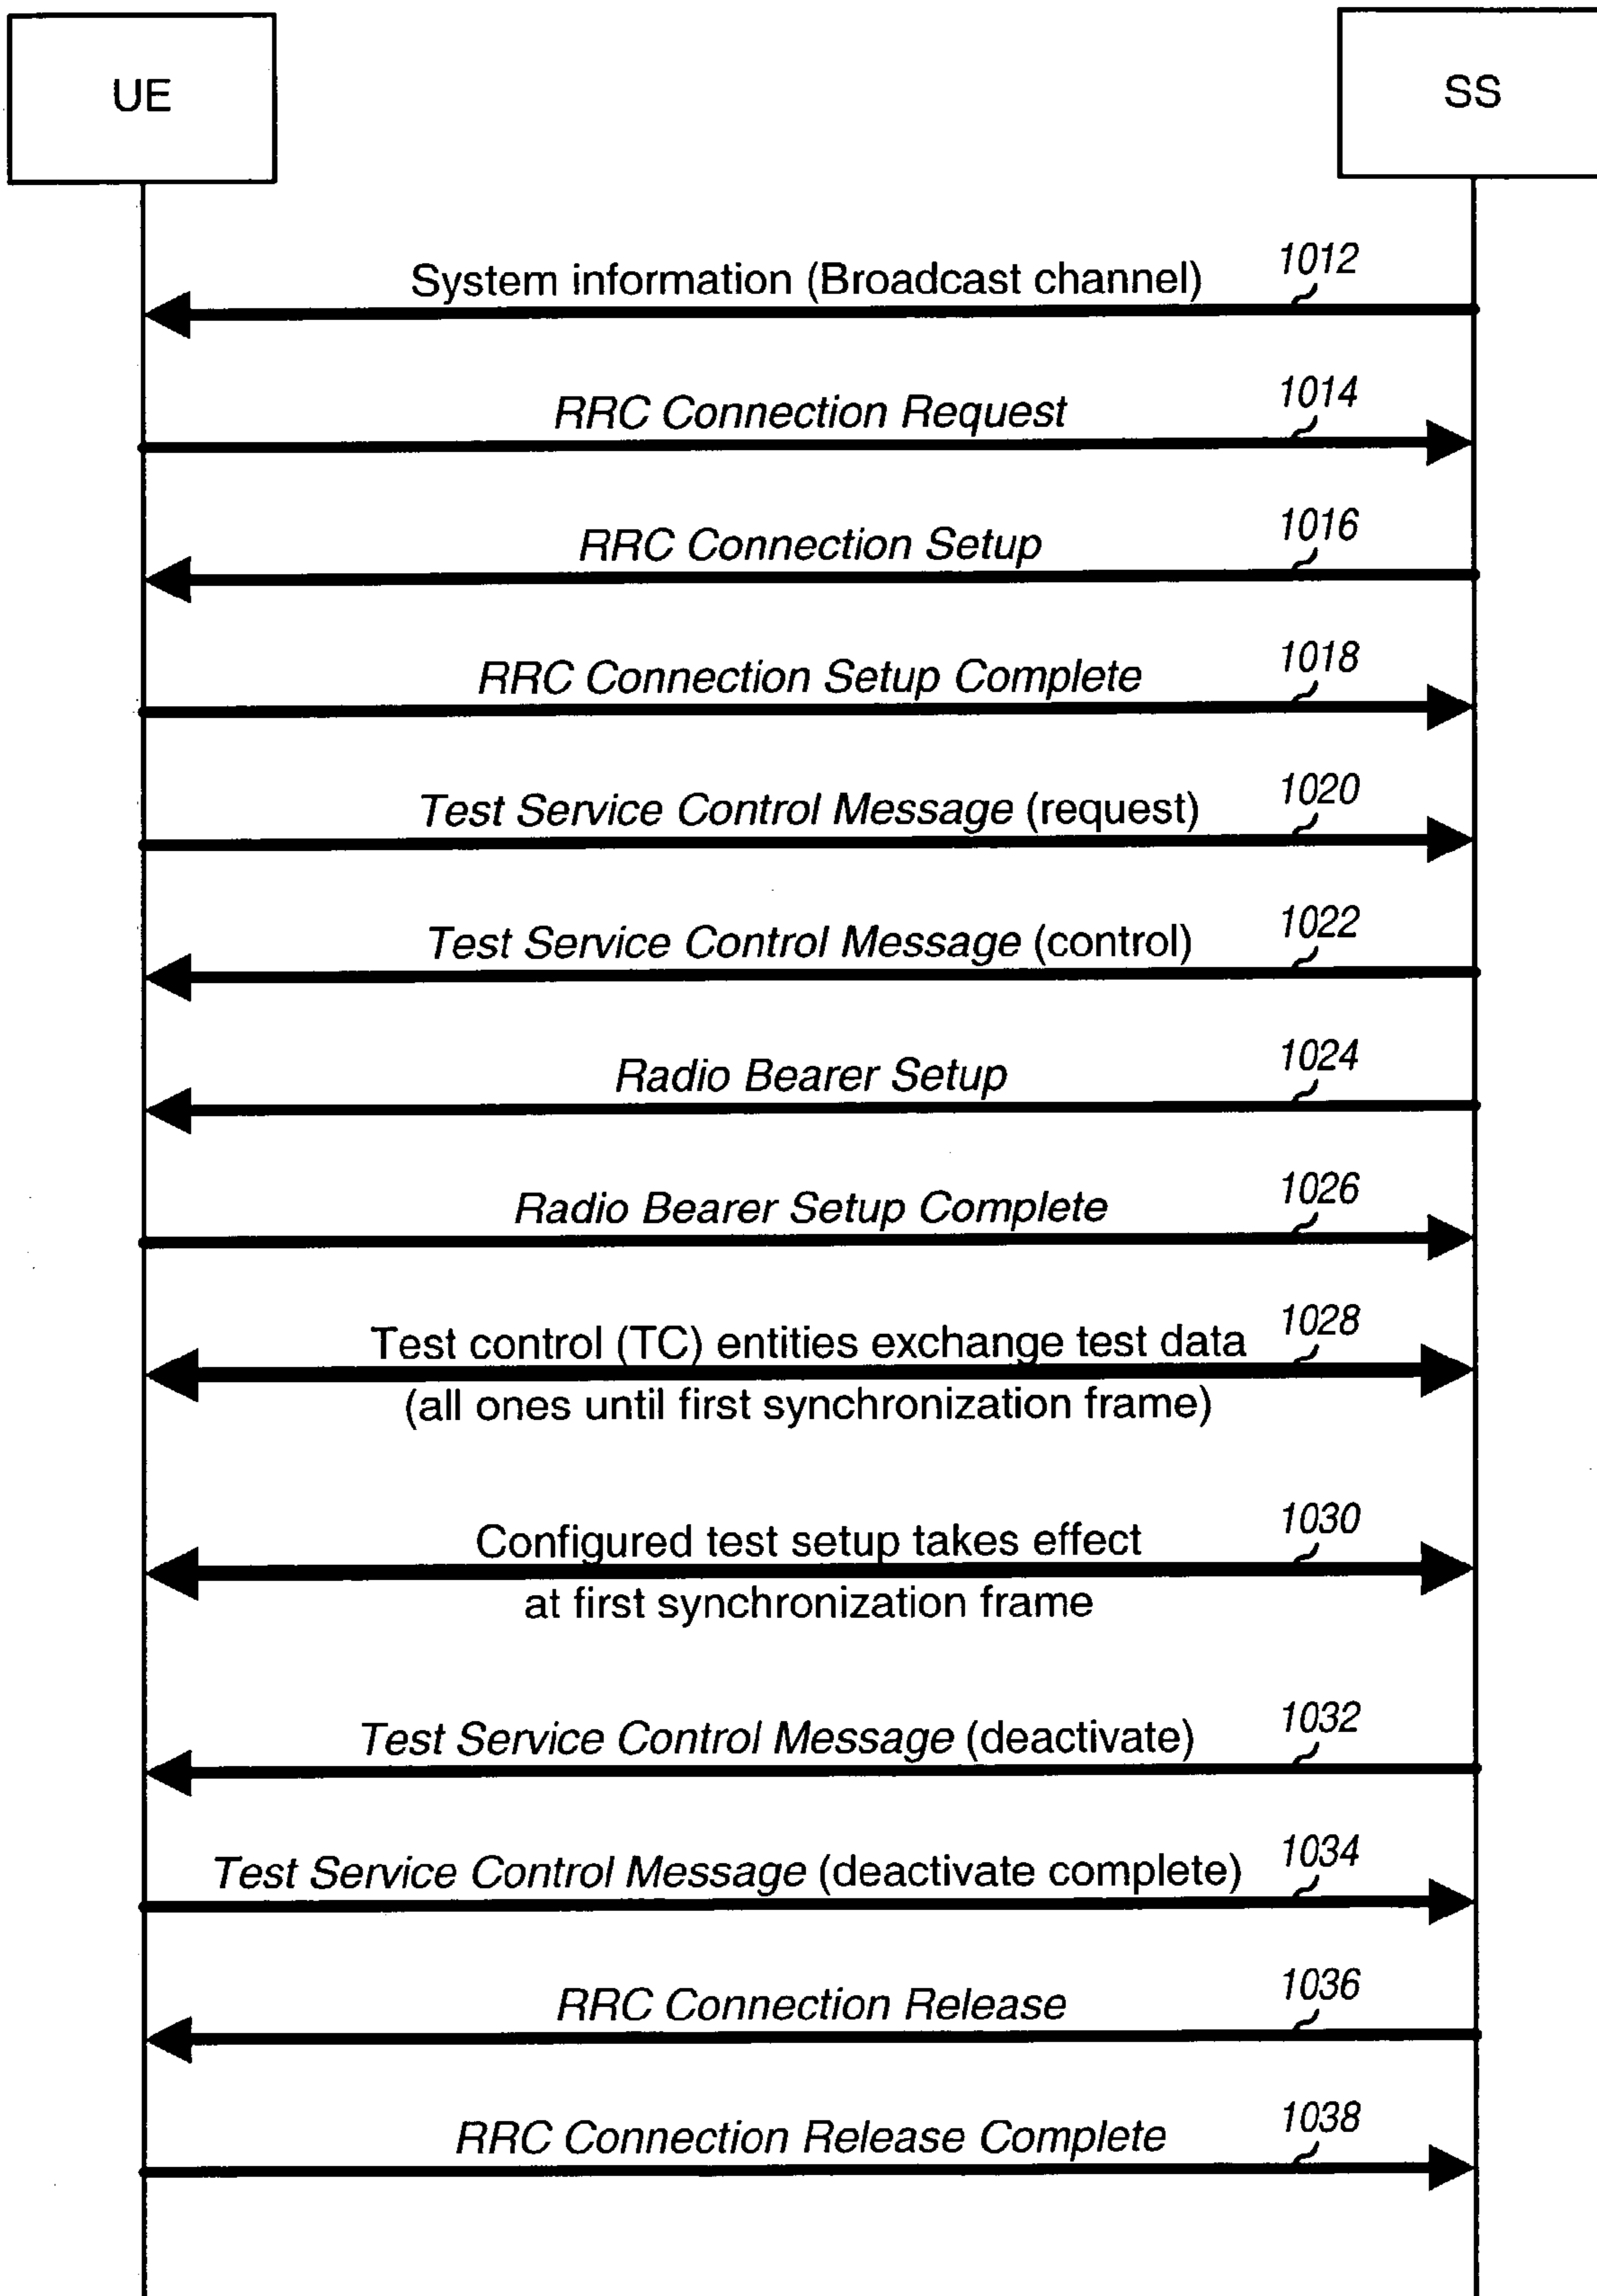 UE
SS
1012
System information (Broadcast channel)
1014
RRC Connection Request
1016
RRC Connection Setup
1018
RRC Connection Setup Complete
1020
Test Service Control Message (request)
1022
Test Service Control Message (control)
1024
Radio Bearer Setup
1026
Radio Bearer Setup Complete
1028
Test control (TC) entities exchange test data
(all ones until first synchronization frame)
1030
Configured test setup takes effect
at first synchronization frame
1032
Test Service Control Message (deactivate)
1034
Test Service Control Message (deactivate complete)
1036
RRC Connection Release
1038
RRC Connection Release Complete